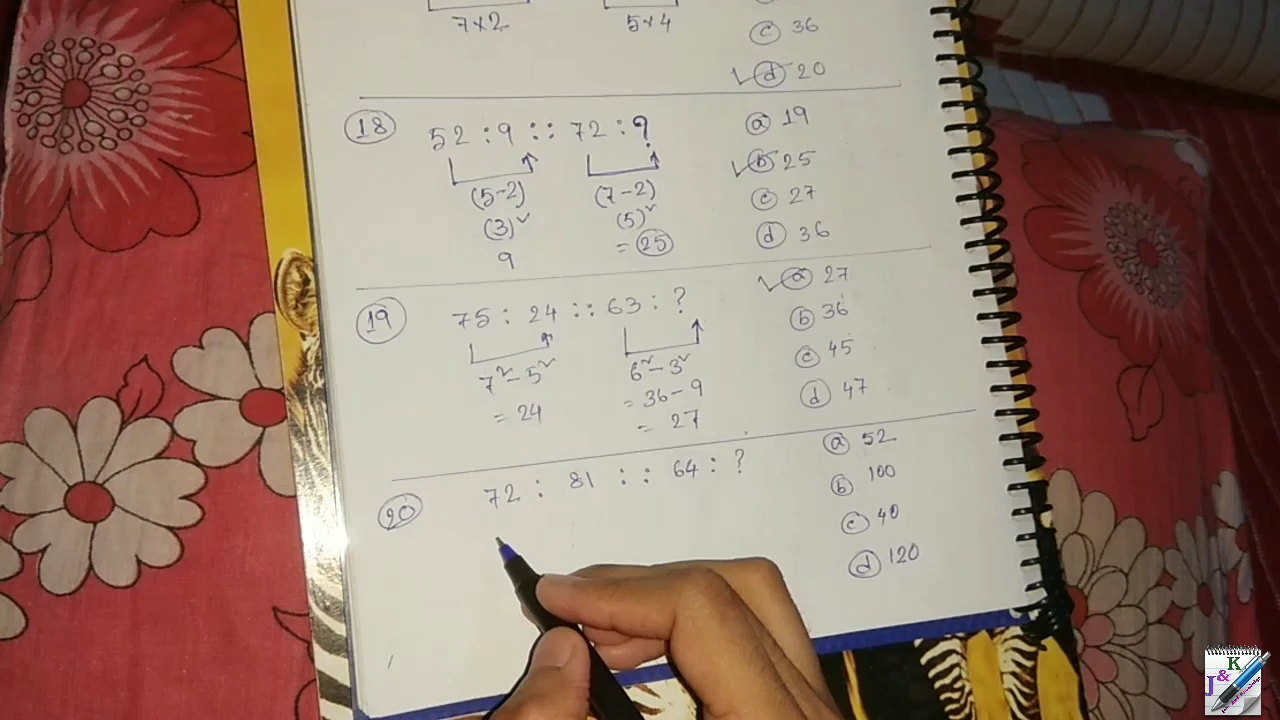 7×2 5×4
ⓒ 36
✓ ⓓ 20
⑱ 52 : 9 :: 72 : ?
(5-2) (7-2)
(3)² (5)²
9 = 25
ⓐ 19
✓ ⓑ 25
ⓒ 27
ⓓ 36
⑲ 75 : 24 :: 63 : ?
7² - 5² 6² - 3²
= 24 = 36 - 9
= 27
✓ ⓐ 27
ⓑ 36
ⓒ 45
ⓓ 47
⑳ 72 : 81 :: 64 : ?
ⓐ 52
ⓑ 100
ⓒ 40
ⓓ 120
J&K